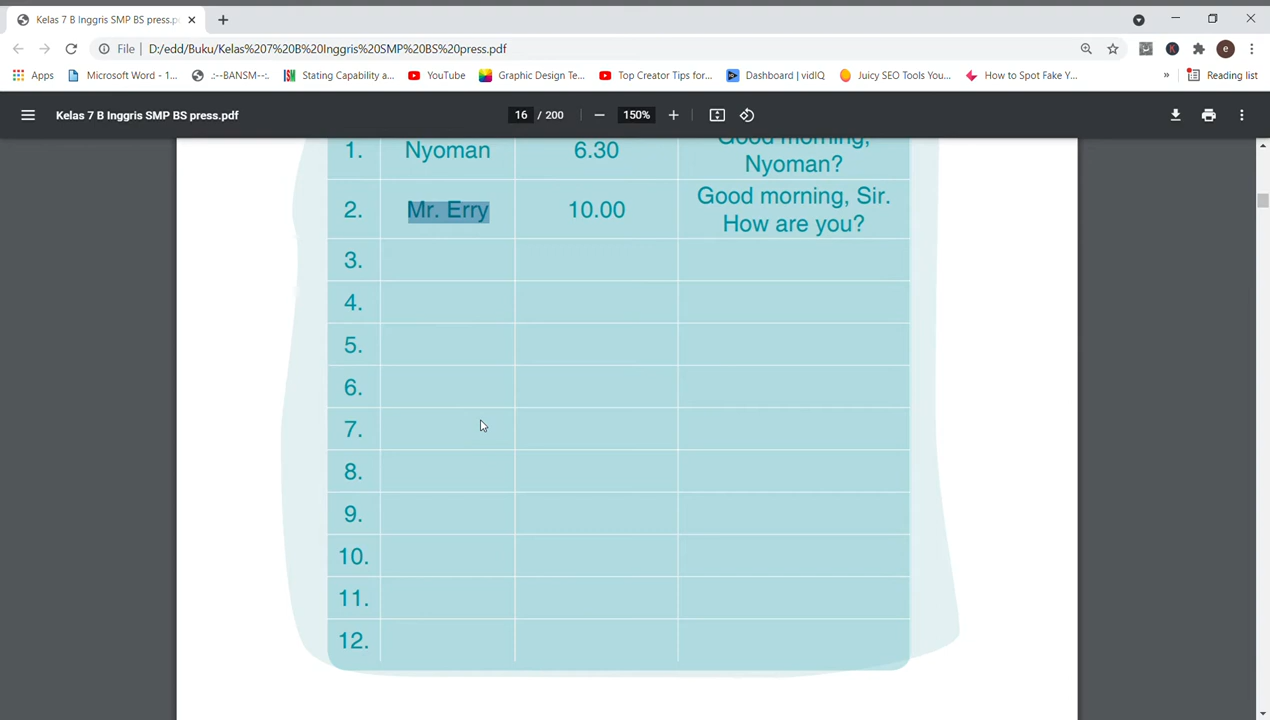 Kelas 7 B Inggris SMP BS press.p
File D:/edd/Buku/Kelas%207%20B%20Inggris%20SMP%20BS%20press.pdf
Apps Microsoft Word - 1... .:--BANSM--:. Stating Capability a... YouTube Graphic Design Te... Top Creator Tips for... Dashboard | vidIQ Juicy SEO Tools You... How to Spot Fake Y... » Reading list
Kelas 7 B Inggris SMP BS press.pdf 16 / 200 150%
1. Nyoman 6.30 Good morning,
Nyoman?
2. Mr. Erry 10.00 Good morning, Sir.
How are you?
3.
4.
5.
6.
7.
8.
9.
10.
11.
12.